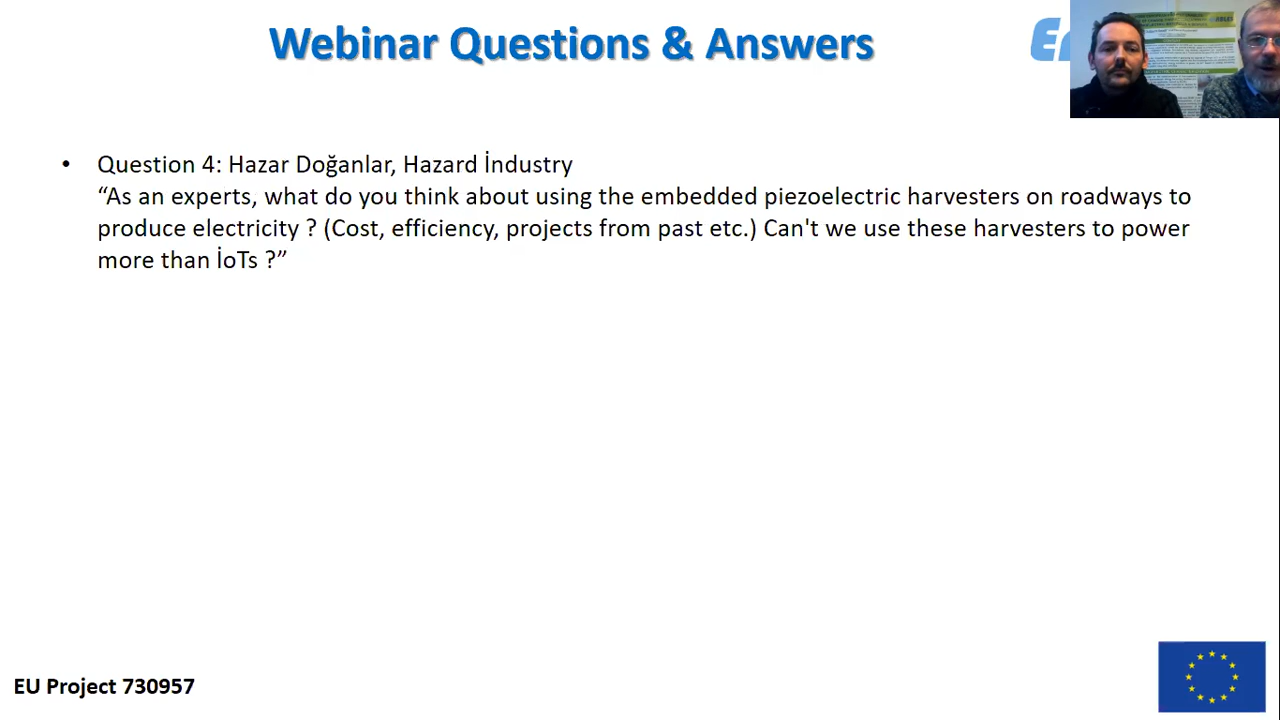 Webinar Questions & Answers
• Question 4: Hazar Doğanlar, Hazard İndustry
“As an experts, what do you think about using the embedded piezoelectric harvesters on roadways to
produce electricity ? (Cost, efficiency, projects from past etc.) Can't we use these harvesters to power
more than İoTs ?”
EU Project 730957